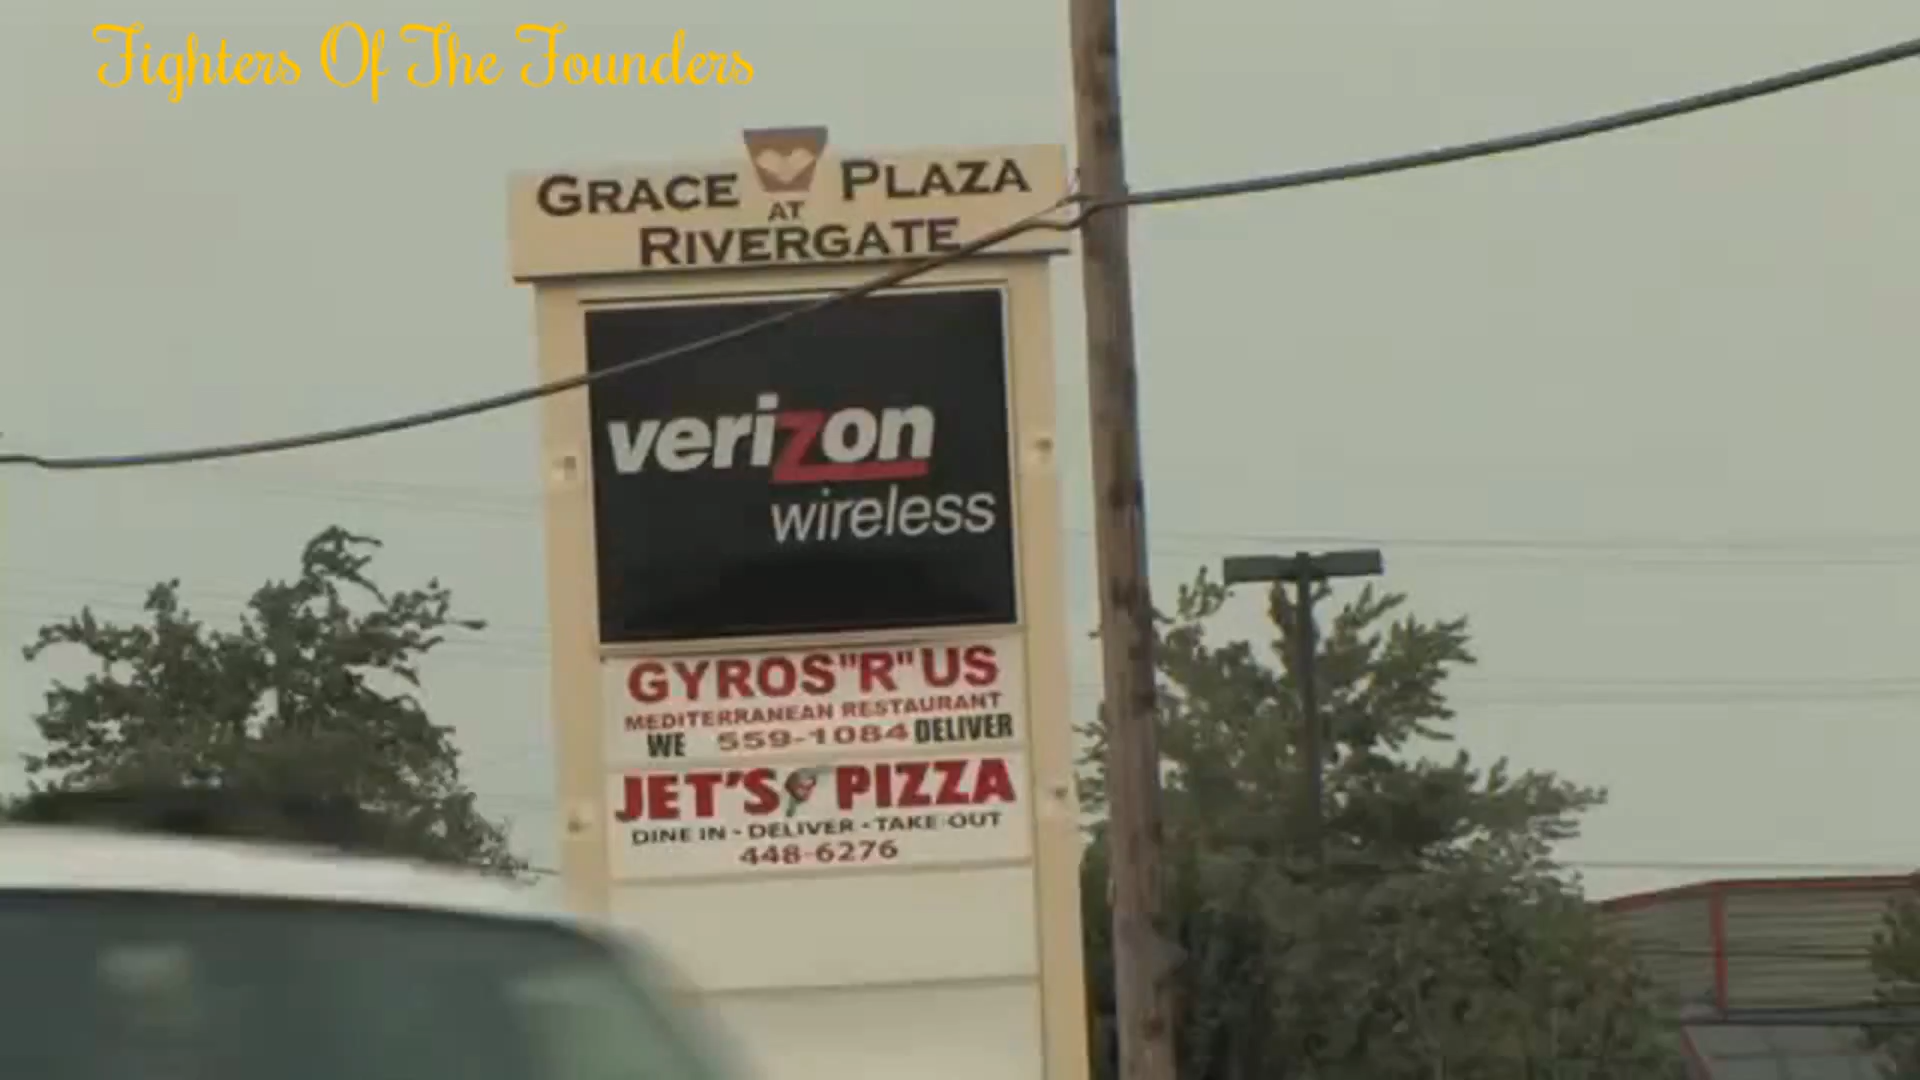 Fighters Of The Founders
GRACE PLAZA
AT
RIVERGATE
verizon
wireless
GYROS"R"US
MEDITERRANEAN RESTAURANT
WE 559-1084 DELIVER
JET'S PIZZA
DINE IN - DELIVER - TAKE OUT
448-6276